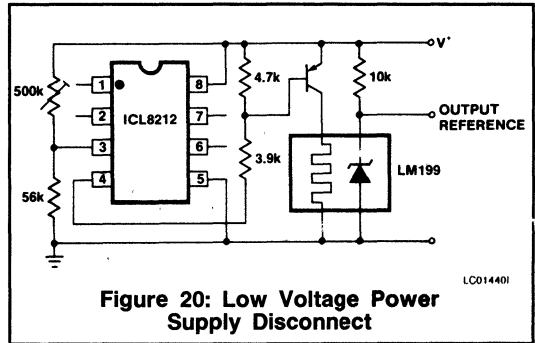 V+
500k
1
8
4.7k
10k
2
ICL8212
7
OUTPUT
REFERENCE
3
6
3.9k
LM199
56k
4
5
LC01440I
Figure 20: Low Voltage Power
Supply Disconnect